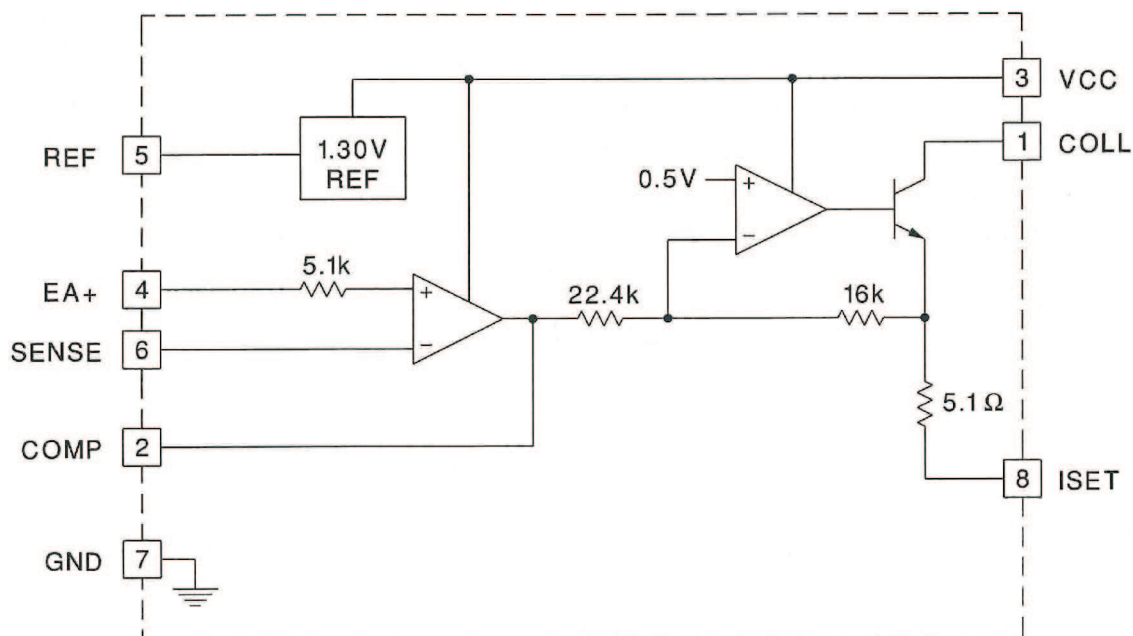 3 VCC
1 COLL
REF 5
1.30V
REF
0.5V
+
−
5.1k
EA+ 4
+
22.4k
16k
SENSE 6
−
5.1 Ω
COMP 2
8 ISET
GND 7